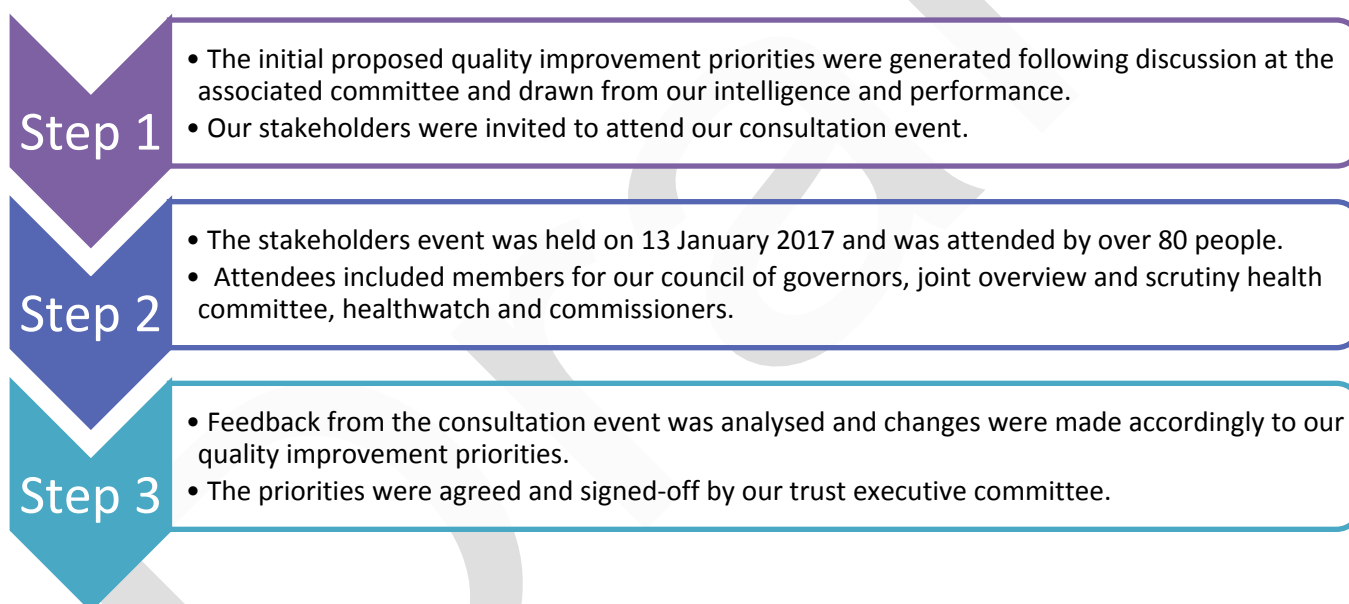 Step 1
• The initial proposed quality improvement priorities were generated following discussion at the
associated committee and drawn from our intelligence and performance.
• Our stakeholders were invited to attend our consultation event.
Step 2
• The stakeholders event was held on 13 January 2017 and was attended by over 80 people.
• Attendees included members for our council of governors, joint overview and scrutiny health
committee, healthwatch and commissioners.
Step 3
• Feedback from the consultation event was analysed and changes were made accordingly to our
quality improvement priorities.
• The priorities were agreed and signed-off by our trust executive committee.